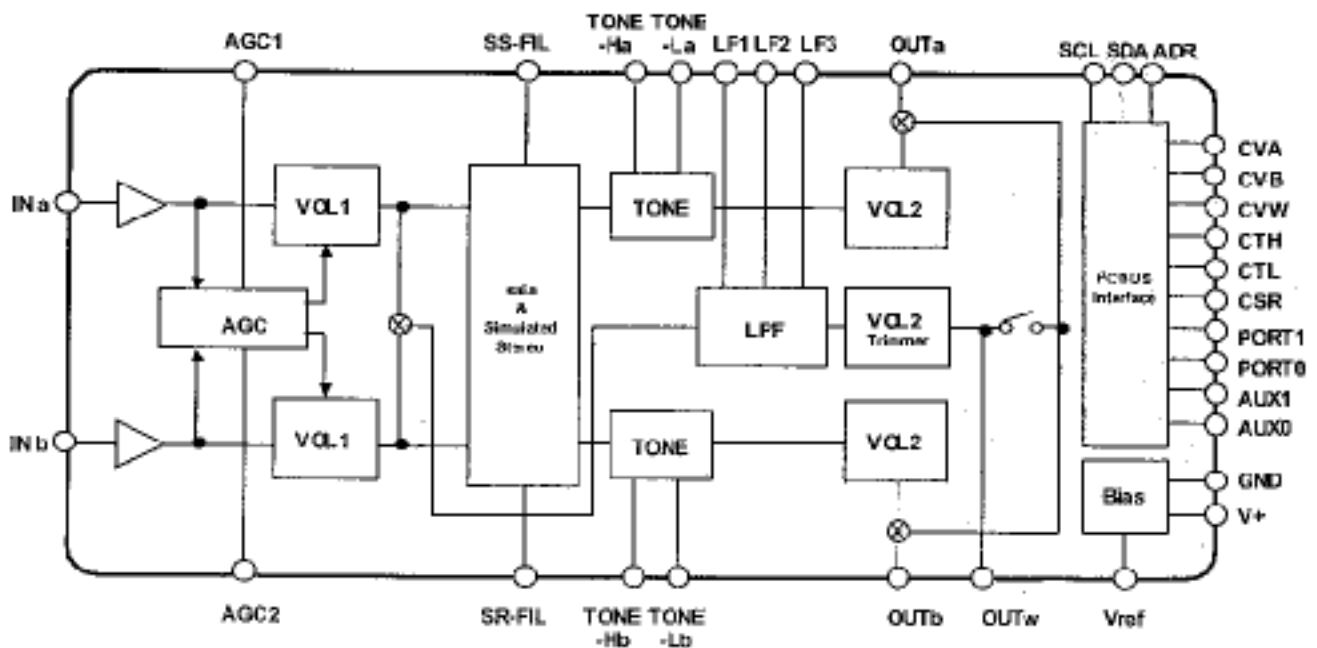 TONE TONE
AGC1 SS-FIL -Ha -La LF1 LF2 LF3 OUTa SCL SDA ADR
CVA
CVB
INa VOL1 TONE VOL2 CVW
CTH
CTL
Interface
CSR
AGC & Simulated Stereo LPF VOL2 Trimmer PORT1
PORT0
AUX1
AUX0
INb VOL1 TONE VOL2
GND
Bias
V+
AGC2 SR-FIL TONE TONE OUTb OUTw Vref
-Hb -Lb